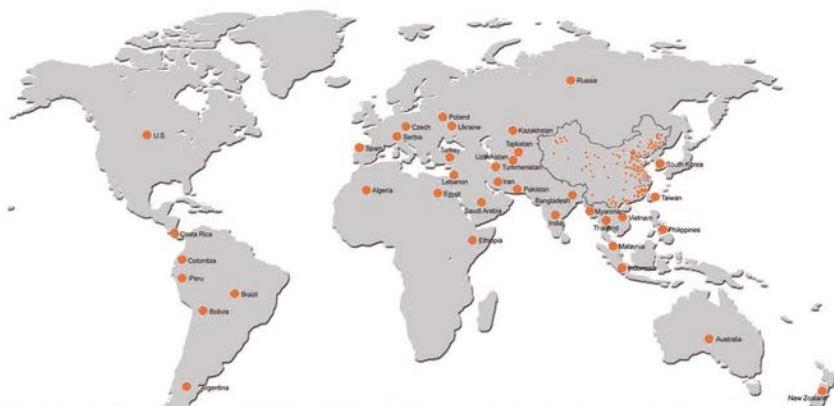 Russia
Poland
Czech
Ukraine
Kazakhstan
U.S.
Serbia
Spain
Turkey
Tajikistan
Uzbekistan
South Korea
Turkmenistan
Lebanon
Iran
Algeria
Egypt
Pakistan
Bangladesh
Taiwan
Saudi Arabia
Myanmar
Vietnam
India
Thailand
Costa Rica
Philippines
Ethiopia
Malaysia
Colombia
Indonesia
Peru
Brazil
Bolivia
Australia
Argentina
New Zealand